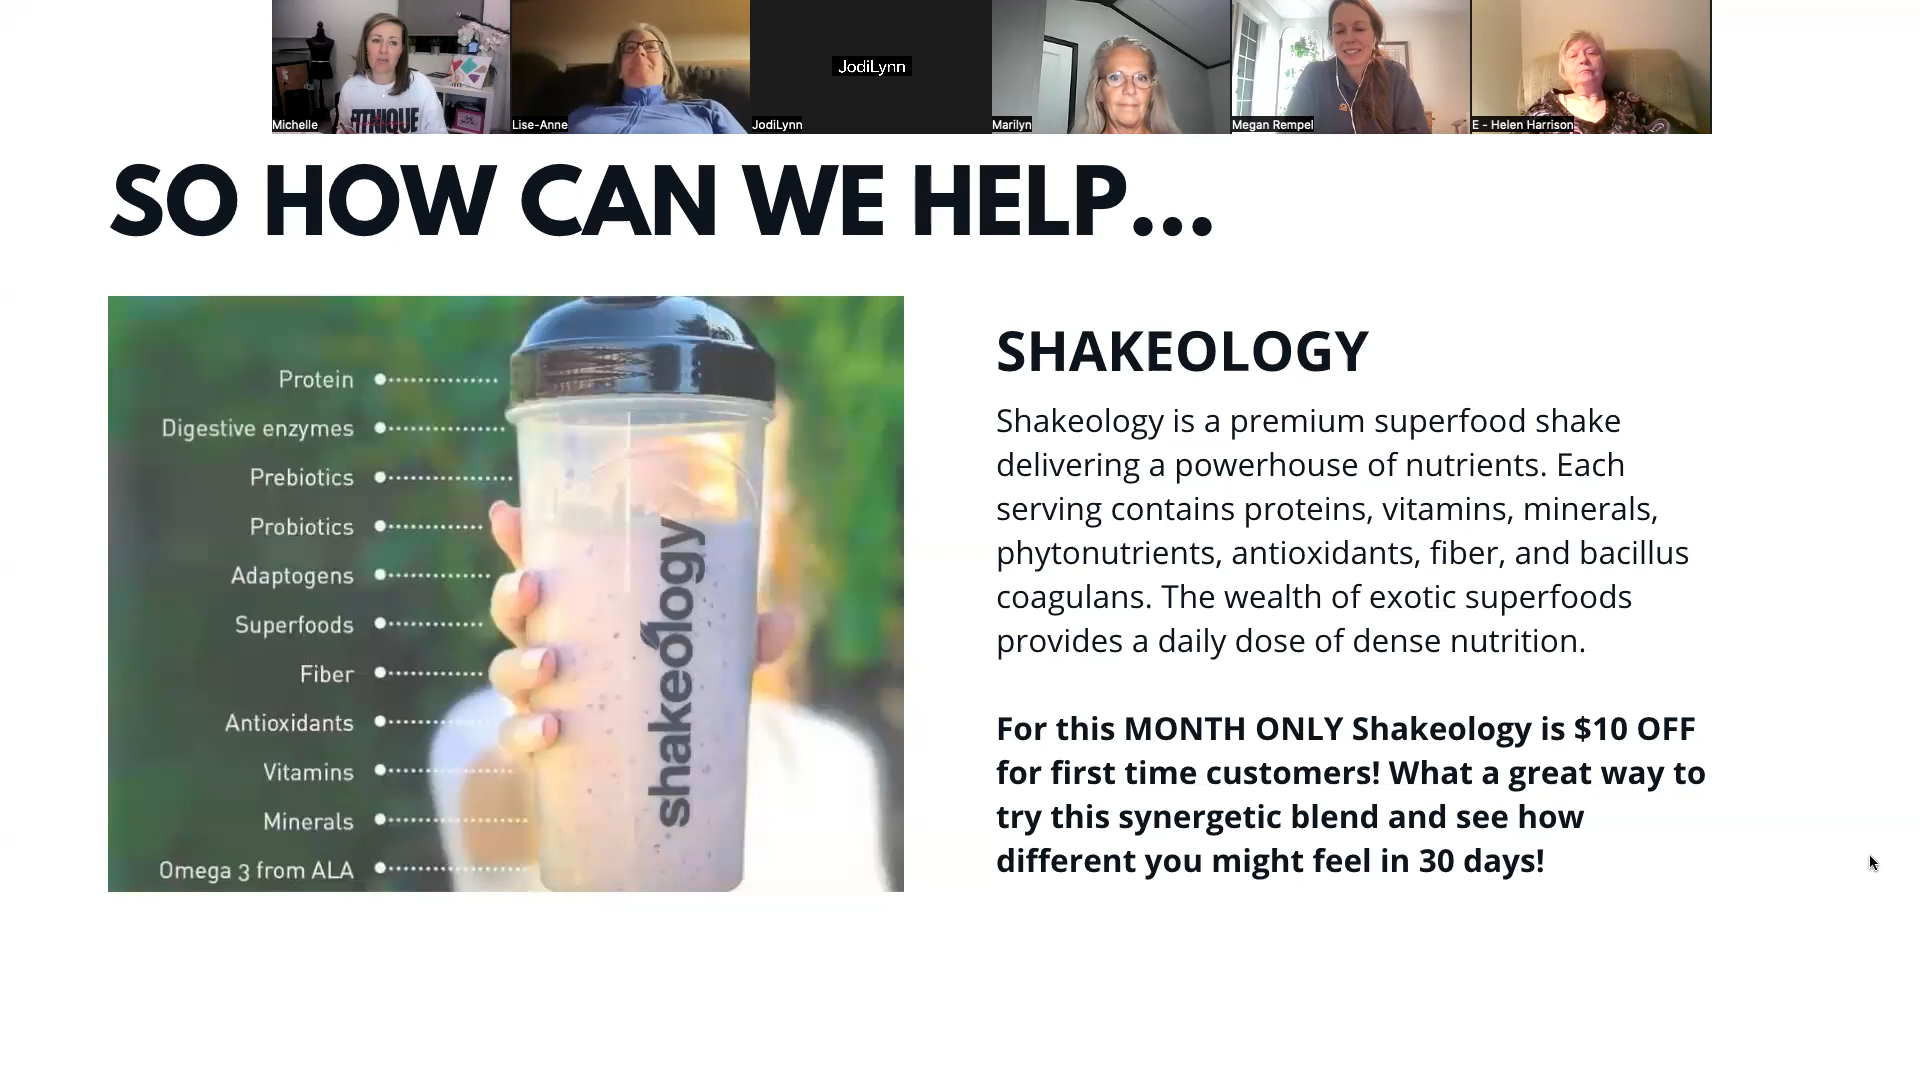 JodiLynn
FITNIQUE
Michelle
Lise-Anne
JodiLynn
Marilyn
Megan Rempel
E - Helen Harrison
SO HOW CAN WE HELP...
Protein
Digestive enzymes
Prebiotics
Probiotics
Adaptogens
Superfoods
Fiber
Antioxidants
Vitamins
Minerals
Omega 3 from ALA
shakeology
SHAKEOLOGY
Shakeology is a premium superfood shake
delivering a powerhouse of nutrients. Each
serving contains proteins, vitamins, minerals,
phytonutrients, antioxidants, fiber, and bacillus
coagulans. The wealth of exotic superfoods
provides a daily dose of dense nutrition.
For this MONTH ONLY Shakeology is $10 OFF
for first time customers! What a great way to
try this synergetic blend and see how
different you might feel in 30 days!